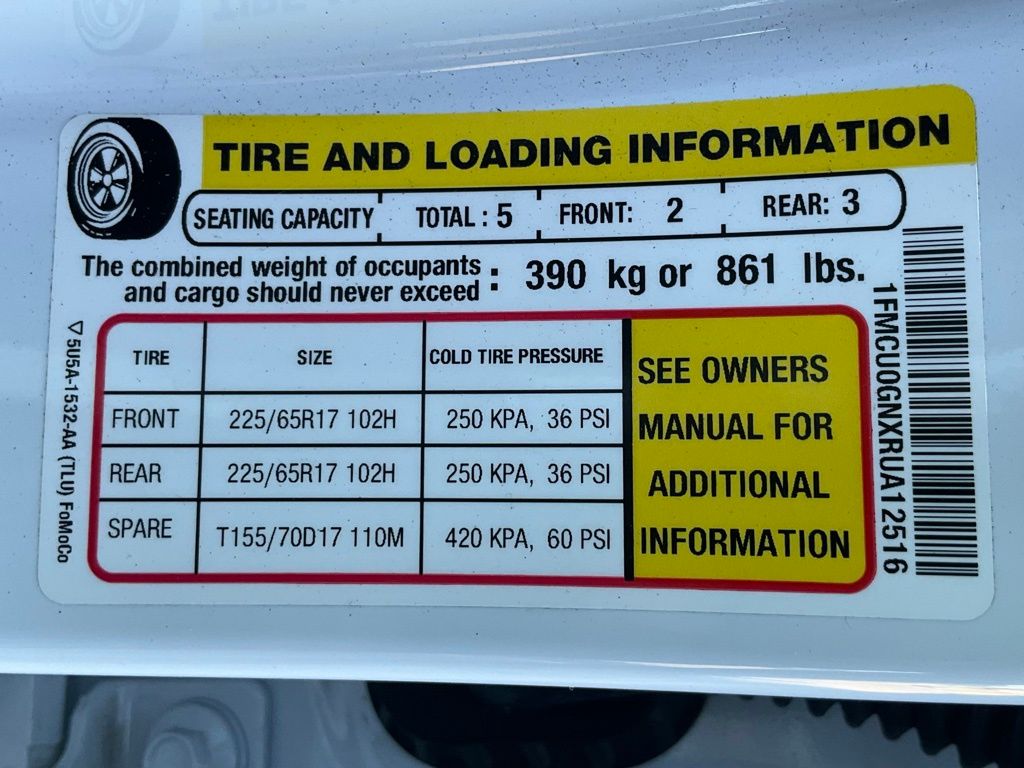 TIRE AND LOADING INFORMATION
SEATING CAPACITY TOTAL : 5 FRONT: 2 REAR: 3
The combined weight of occupants
and cargo should never exceed : 390 kg or 861 lbs.
TIRE SIZE COLD TIRE PRESSURE
FRONT 225/65R17 102H 250 KPA, 36 PSI
REAR 225/65R17 102H 250 KPA, 36 PSI
SPARE T155/70D17 110M 420 KPA, 60 PSI
SEE OWNERS
MANUAL FOR
ADDITIONAL
INFORMATION
5U5A-1532-AA (TLU) FoMoCo
1FMCU0GNXRUA12516